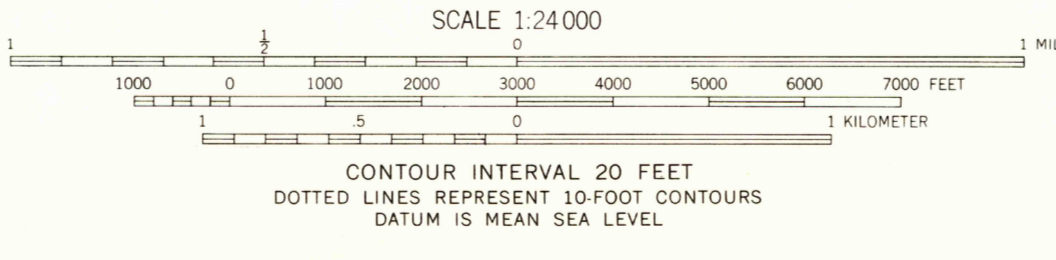 SCALE 1:24 000
1 1/2 0 1
1000 0 1000 2000 3000 4000 5000 6000 7000 FEET
1 .5 0 1 KILOMETER
CONTOUR INTERVAL 20 FEET
DOTTED LINES REPRESENT 10-FOOT CONTOURS
DATUM IS MEAN SEA LEVEL